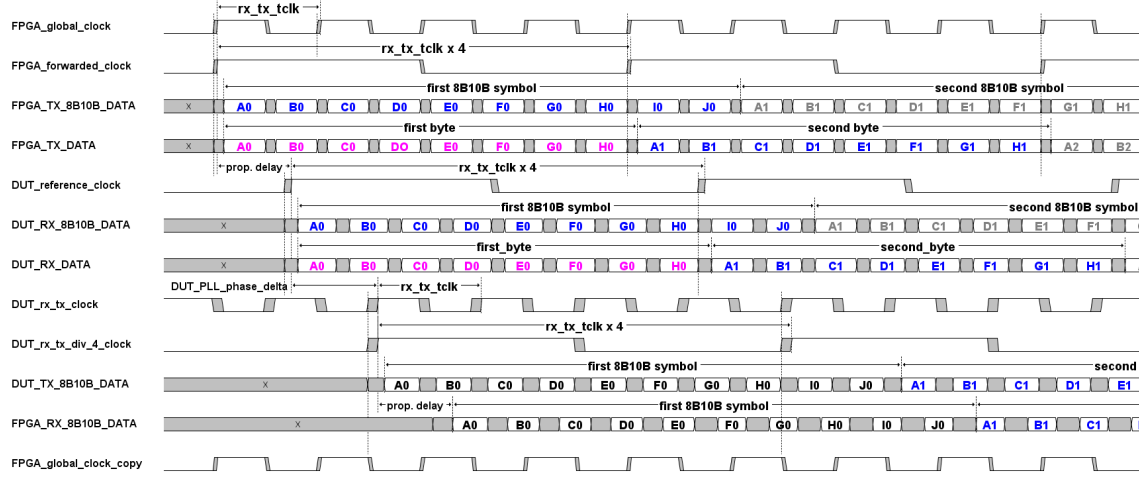 rx_tx_tclk
FPGA_global_clock
rx_tx_tclk x 4
FPGA_forwarded_clock
first 8B10B symbol second 8B10B symbol
FPGA_TX_8B10B_DATA X A0 B0 C0 D0 E0 F0 G0 H0 I0 J0 A1 B1 C1 D1 E1 F1 G1 H1
first byte second byte
FPGA_TX_DATA X A0 B0 C0 DO E0 F0 G0 H0 A1 B1 C1 D1 E1 F1 G1 H1 A2 B2
prop. delay rx_tx_tclk x 4
DUT_reference_clock
first 8B10B symbol second 8B10B symbol
DUT_RX_8B10B_DATA X A0 B0 C0 D0 E0 F0 G0 H0 I0 J0 A1 B1 C1 D1 E1 F1
first_byte second_byte
DUT_RX_DATA X A0 B0 C0 D0 E0 F0 G0 H0 A1 B1 C1 D1 E1 F1 G1 H1
DUT_PLL_phase_delta rx_tx_tclk
DUT_rx_tx_clock
rx_tx_tclk x 4
DUT_rx_tx_div_4_clock
first 8B10B symbol second
DUT_TX_8B10B_DATA X A0 B0 C0 D0 E0 F0 G0 H0 I0 J0 A1 B1 C1 D1 E1
prop. delay first 8B10B symbol
FPGA_RX_8B10B_DATA X A0 B0 C0 D0 E0 F0 G0 H0 I0 J0 A1 B1 C1
FPGA_global_clock_copy